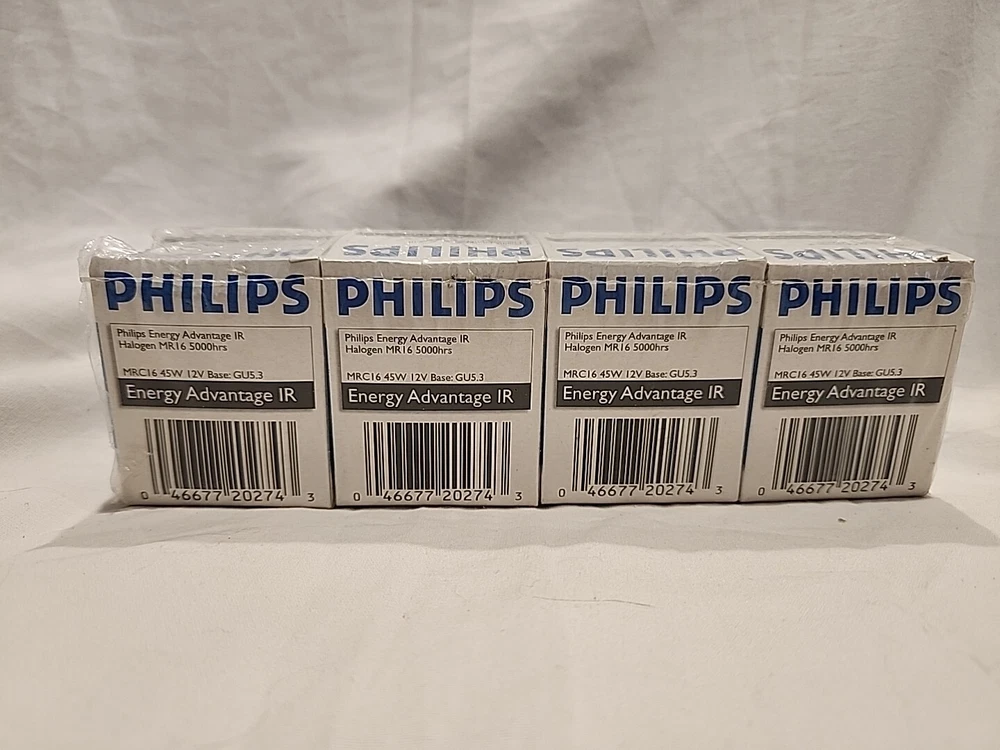 PHILIPS
PHILIPS
PHILIPS
PHILIPS
Philips Energy Advantage IR
Halogen MR16 5000hrs
MRC16 45W 12V Base: GU5.3
Energy Advantage IR
0 46677 20274 3
PHILIPS
Philips Energy Advantage IR
Halogen MR16 5000hrs
MRC16 45W 12V Base: GU5.3
Energy Advantage IR
0 46677 20274 3
PHILIPS
Philips Energy Advantage IR
Halogen MR16 5000hrs
MRC16 45W 12V Base: GU5.3
Energy Advantage IR
0 46677 20274 3
PHILIPS
Philips Energy Advantage IR
Halogen MR16 5000hrs
MRC16 45W 12V Base: GU5.3
Energy Advantage IR
0 46677 20274 3